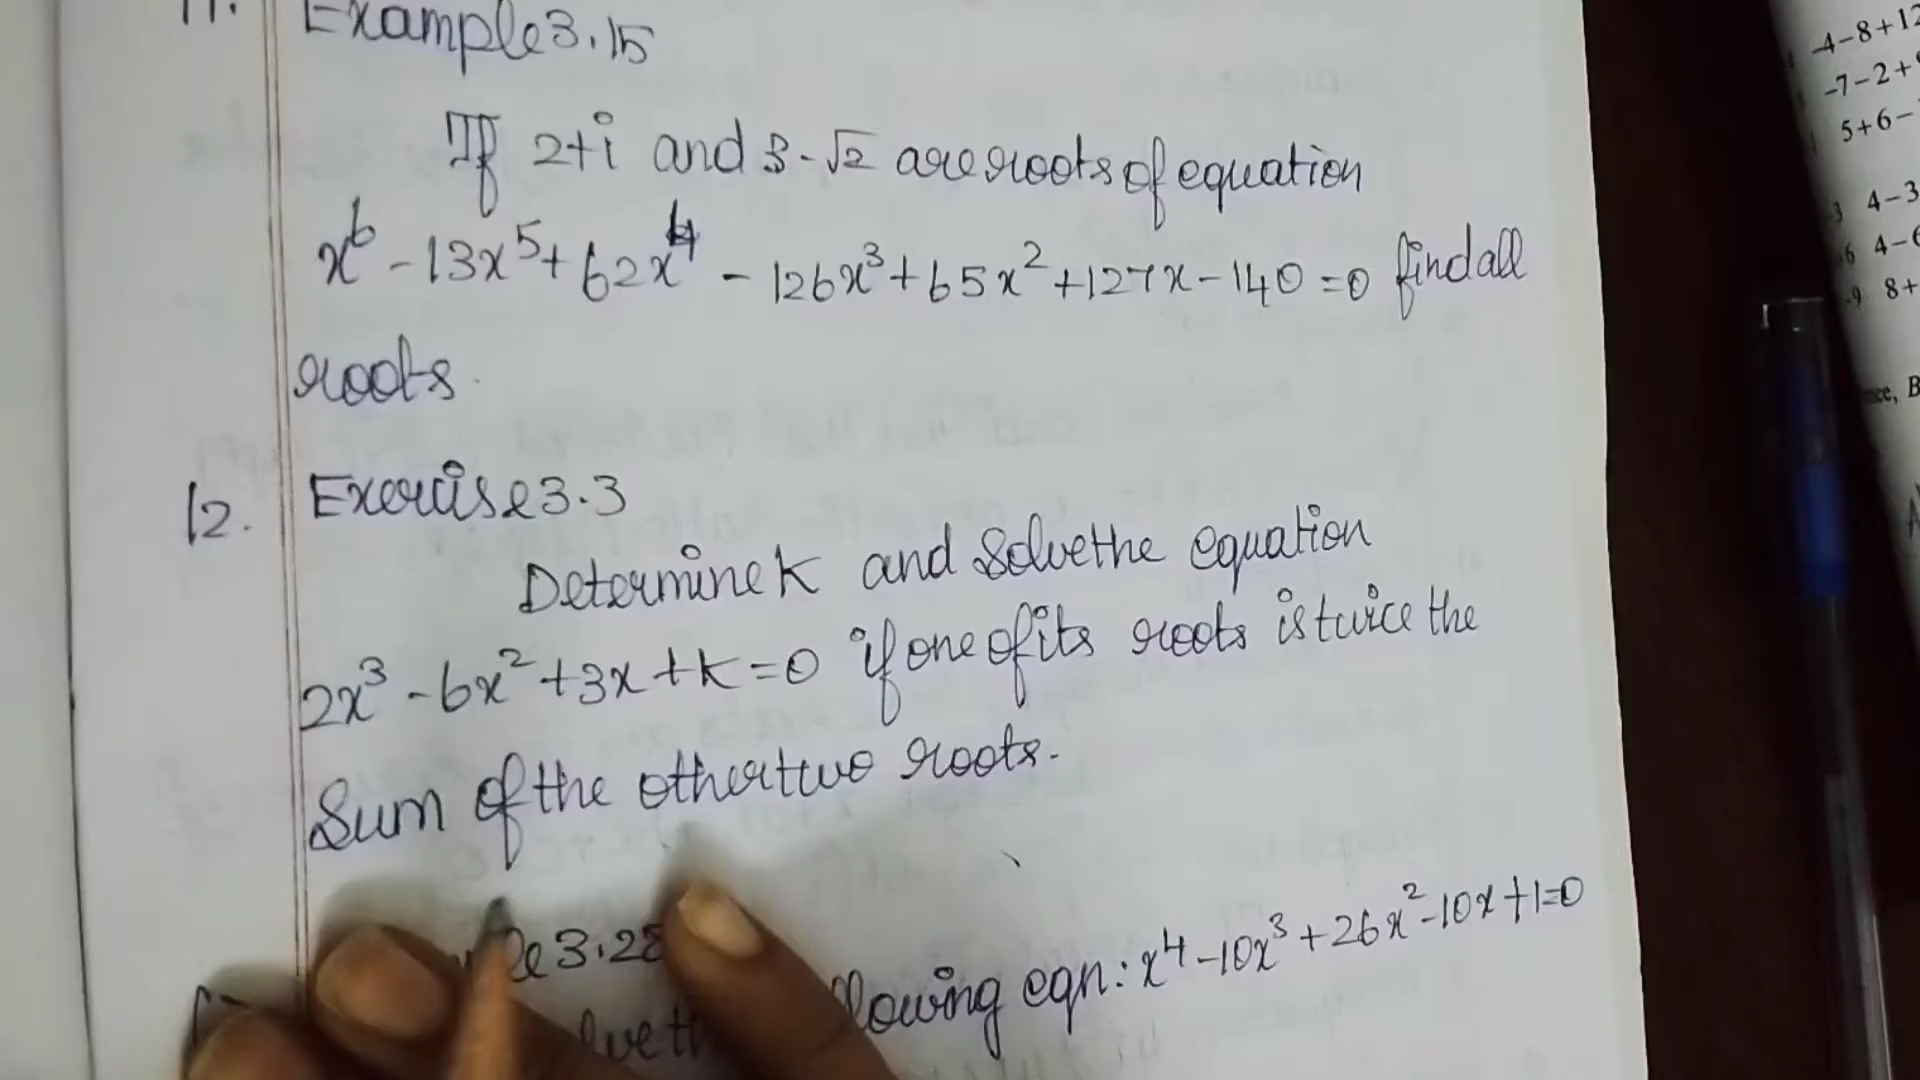 11.
Example 3.15
If 2+i and 3-√2 are roots of equation
x⁶ - 13x⁵ + 62x⁴ - 126x³ + 65x² + 127x - 140 = 0 find all
roots.
12. Exercise 3.3
Determine k and solve the equation
2x³ - 6x² + 3x + k = 0 if one of its roots is twice the
sum of the other two roots.
3.28
eqn: x⁴ - 10x³ + 26x² - 10x + 1 = 0
-4-8+12
-7-2+
5+6-
4-3
4-6
8+